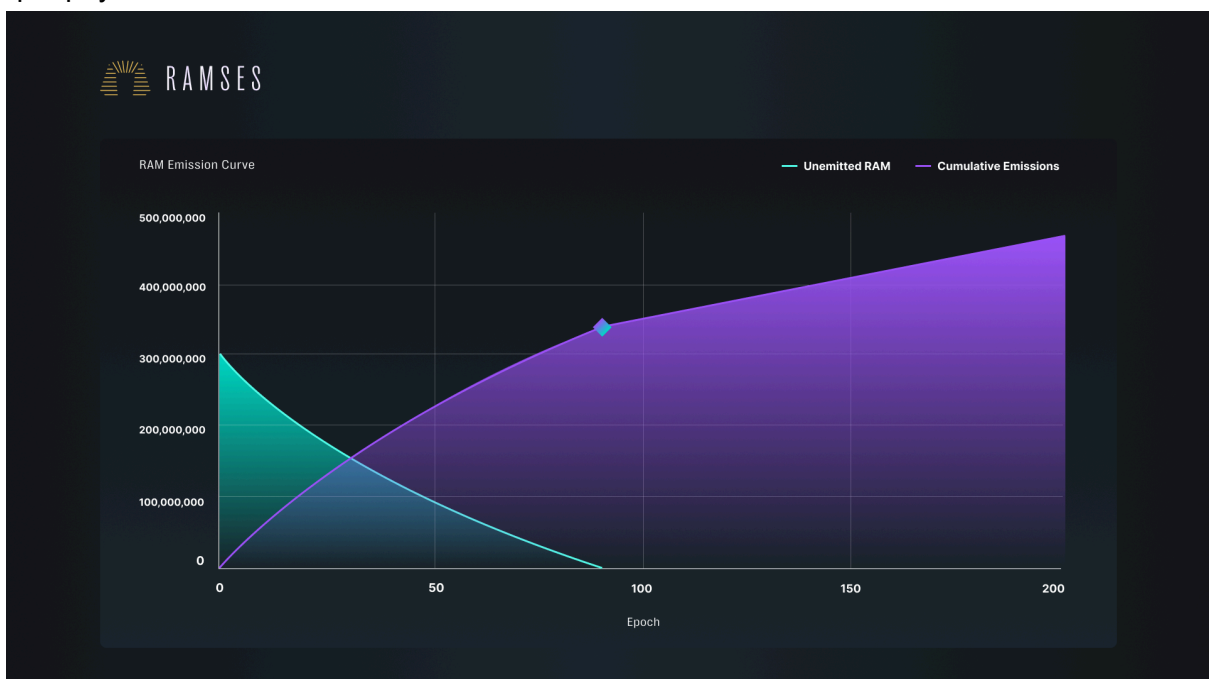 RAMSES
RAM Emission Curve
Unemitted RAM
Cumulative Emissions
500,000,000
400,000,000
300,000,000
200,000,000
100,000,000
0
0 50 100 150 200
Epoch